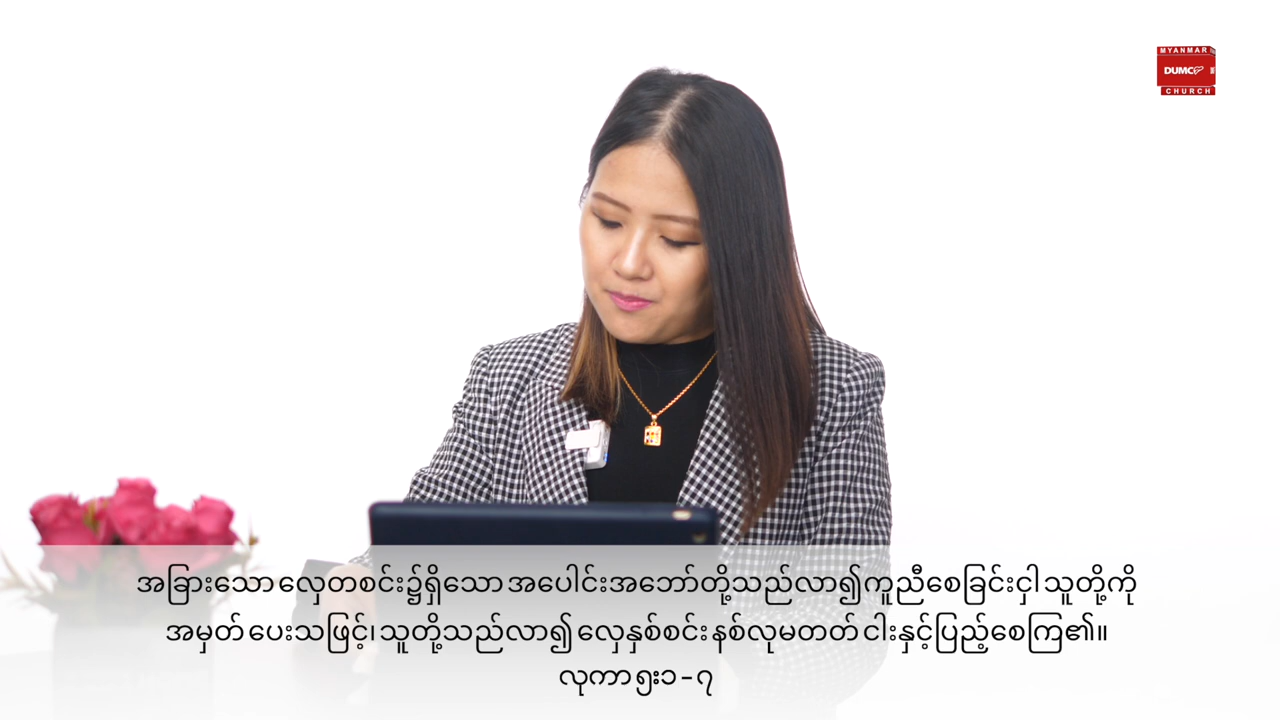 MYANMAR
DUMC
CHURCH
အခြားသော လှေတစင်း၌ရှိသော အပေါင်းအဘော်တို့သည်လာ၍ကူညီစေခြင်းငှါ သူတို့ကို
အမှတ် ပေးသဖြင့်၊ သူတို့သည်လာ၍ လှေနှစ်စင်း နစ်လုမတတ် ငါးနှင့်ပြည့်စေကြ၏။
လုကာ ၅း၁ – ၇